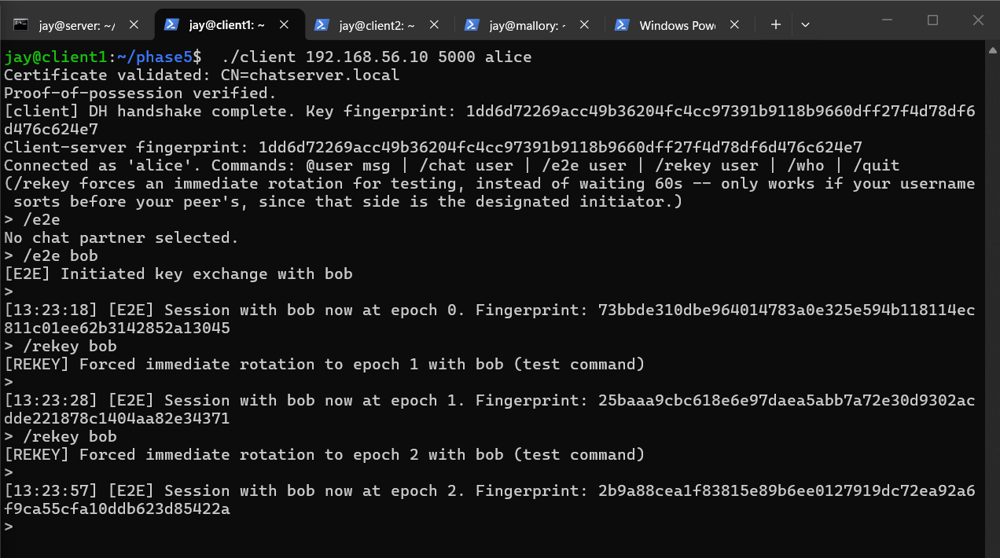 jay@server: ~/
jay@client1: ~
jay@client2: ~
jay@mallory: ~
Windows Pow
jay@client1:~/phase5$  ./client 192.168.56.10 5000 alice
Certificate validated: CN=chatserver.local
Proof-of-possession verified.
[client] DH handshake complete. Key fingerprint: 1dd6d72269acc49b36204fc4cc97391b9118b9660dff27f4d78df6
d476c624e7
Client-server fingerprint: 1dd6d72269acc49b36204fc4cc97391b9118b9660dff27f4d78df6d476c624e7
Connected as 'alice'. Commands: @user msg | /chat user | /e2e user | /rekey user | /who | /quit
(/rekey forces an immediate rotation for testing, instead of waiting 60s -- only works if your username
 sorts before your peer's, since that side is the designated initiator.)
> /e2e
No chat partner selected.
> /e2e bob
[E2E] Initiated key exchange with bob
>
[13:23:18] [E2E] Session with bob now at epoch 0. Fingerprint: 73bbde310dbe964014783a0e325e594b118114ec
811c01ee62b3142852a13045
> /rekey bob
[REKEY] Forced immediate rotation to epoch 1 with bob (test command)
>
[13:23:28] [E2E] Session with bob now at epoch 1. Fingerprint: 25baaa9cbc618e6e97daea5abb7a72e30d9302ac
dde221878c1404aa82e34371
> /rekey bob
[REKEY] Forced immediate rotation to epoch 2 with bob (test command)
>
[13:23:57] [E2E] Session with bob now at epoch 2. Fingerprint: 2b9a88cea1f83815e89b6ee0127919dc72ea92a6
f9ca55cfa10ddb623d85422a
>